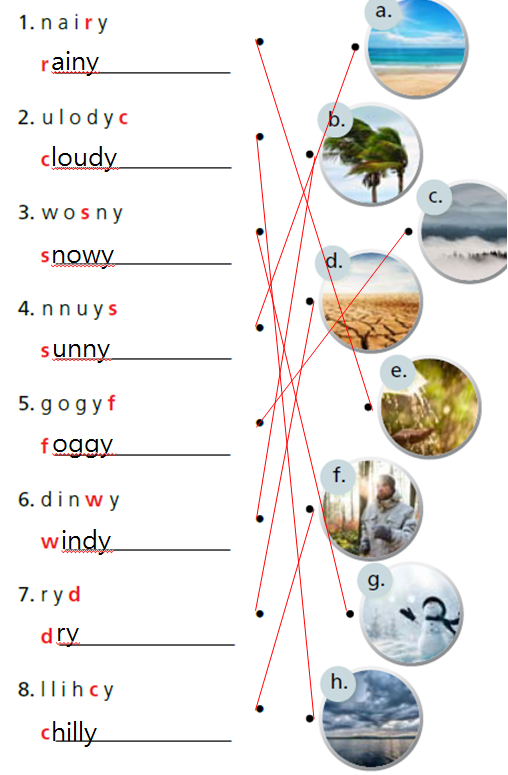 1. n a i r y
rainy
2. u l o d y c
cloudy
3. w o s n y
snowy
4. n n u y s
sunny
5. g o g y f
foggy
6. d i n w y
windy
7. r y d
dry
8. l l i h c y
chilly
a.
b.
c.
d.
e.
f.
g.
h.